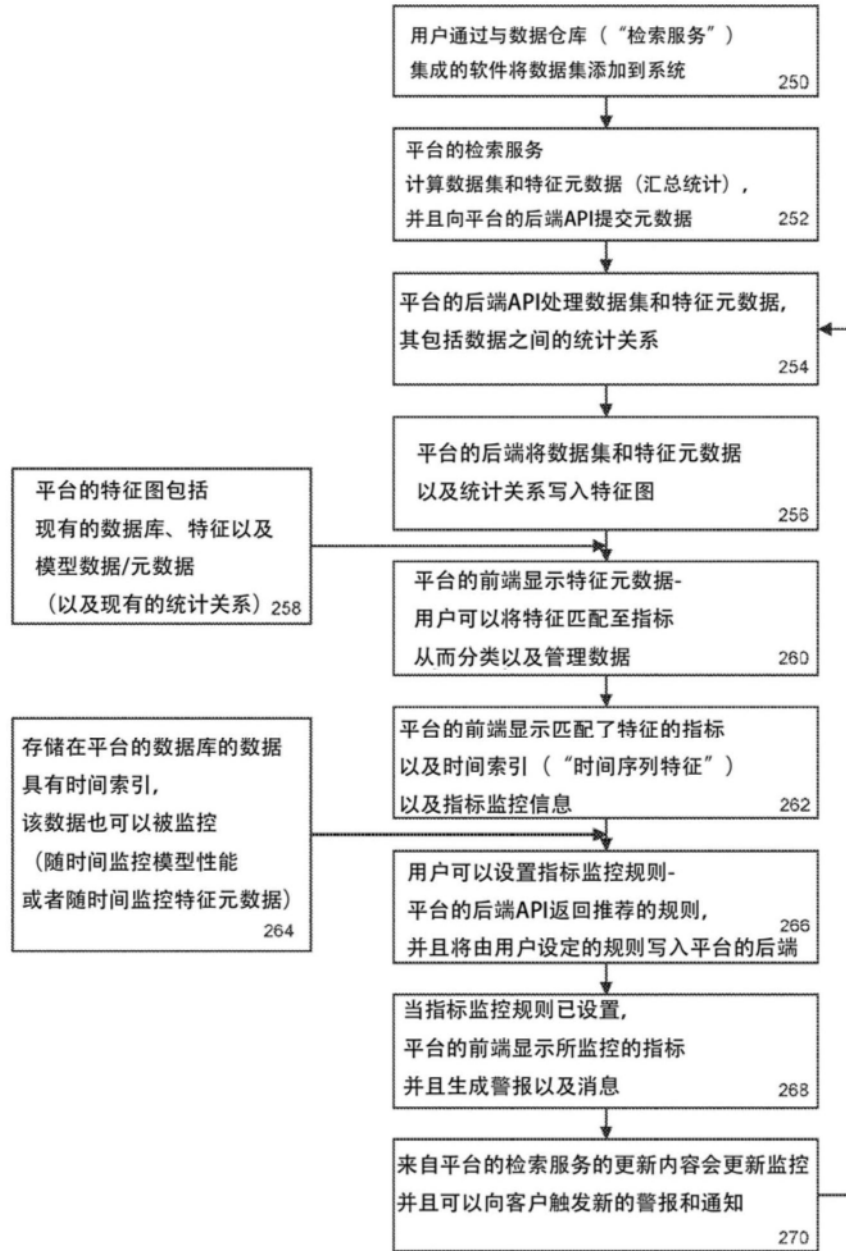 用户通过与数据仓库（“检索服务”）
集成的软件将数据集添加到系统
250
平台的检索服务
计算数据集和特征元数据（汇总统计），
并且向平台的后端API提交元数据
252
平台的后端API处理数据集和特征元数据，
其包括数据之间的统计关系
254
平台的后端将数据集和特征元数据
以及统计关系写入特征图
256
平台的特征图包括
现有的数据库、特征以及
模型数据/元数据
（以及现有的统计关系）258
平台的前端显示特征元数据-
用户可以将特征匹配至指标
从而分类以及管理数据
260
平台的前端显示匹配了特征的指标
以及时间索引（“时间序列特征”）
以及指标监控信息
262
存储在平台的数据库的数据
具有时间索引，
该数据也可以被监控
（随时间监控模型性能
或者随时间监控特征元数据）
264
用户可以设置指标监控规则-
平台的后端API返回推荐的规则，
并且将由用户设定的规则写入平台的后端
266
当指标监控规则已设置，
平台的前端显示所监控的指标
并且生成警报以及消息
268
来自平台的检索服务的更新内容会更新监控
并且可以向客户触发新的警报和通知
270